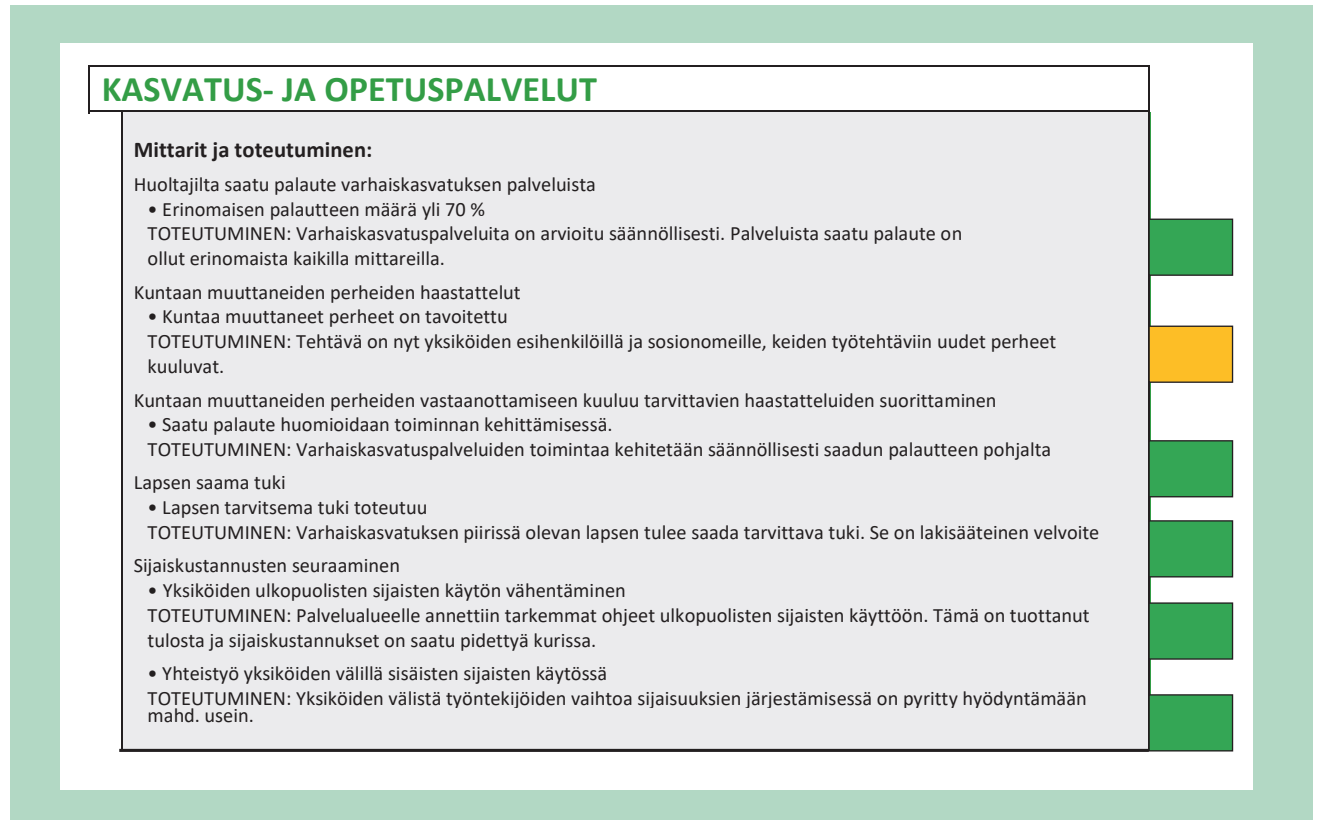 KASVATUS- JA OPETUSPALVELUT
Mittarit ja toteutuminen:
Huoltajilta saatu palaute varhaiskasvatuksen palveluista
• Erinomaisen palautteen määrä yli 70 %
TOTEUTUMINEN: Varhaiskasvatuspalveluita on arvioitu säännöllisesti. Palveluista saatu palaute on
ollut erinomaista kaikilla mittareilla.
Kuntaan muuttaneiden perheiden haastattelut
• Kuntaa muuttaneet perheet on tavoitettu
TOTEUTUMINEN: Tehtävä on nyt yksiköiden esihenkilöillä ja sosionomeille, keiden työtehtäviin uudet perheet
kuuluvat.
Kuntaan muuttaneiden perheiden vastaanottamiseen kuuluu tarvittavien haastatteluiden suorittaminen
• Saatu palaute huomioidaan toiminnan kehittämisessä.
TOTEUTUMINEN: Varhaiskasvatuspalveluiden toimintaa kehitetään säännöllisesti saadun palautteen pohjalta
Lapsen saama tuki
• Lapsen tarvitsema tuki toteutuu
TOTEUTUMINEN: Varhaiskasvatuksen piirissä olevan lapsen tulee saada tarvittava tuki. Se on lakisääteinen velvoite
Sijaiskustannusten seuraaminen
• Yksiköiden ulkopuolisten sijaisten käytön vähentäminen
TOTEUTUMINEN: Palvelualueelle annettiin tarkemmat ohjeet ulkopuolisten sijaisten käyttöön. Tämä on tuottanut
tulosta ja sijaiskustannukset on saatu pidettyä kurissa.
• Yhteistyö yksiköiden välillä sisäisten sijaisten käytössä
TOTEUTUMINEN: Yksiköiden välistä työntekijöiden vaihtoa sijaisuuksien järjestämisessä on pyritty hyödyntämään
mahd. usein.